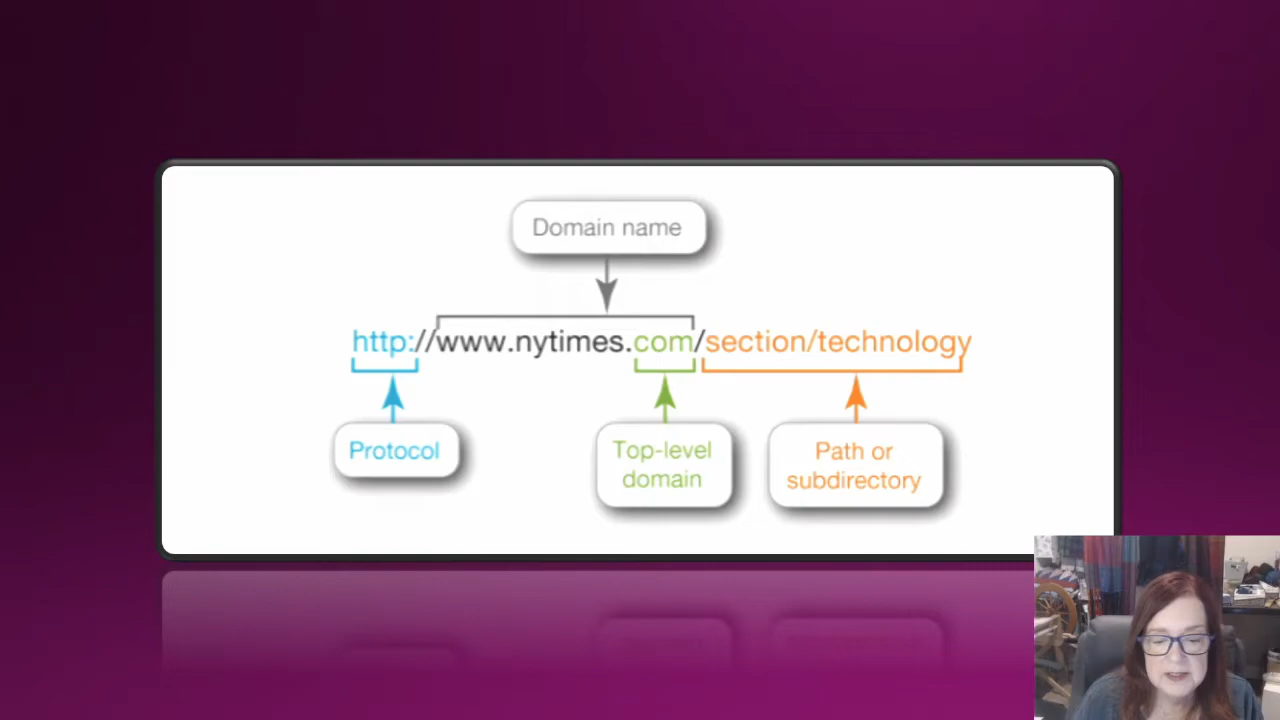 Domain name
http://www.nytimes.com/section/technology
Protocol
Top-level
domain
Path or
subdirectory